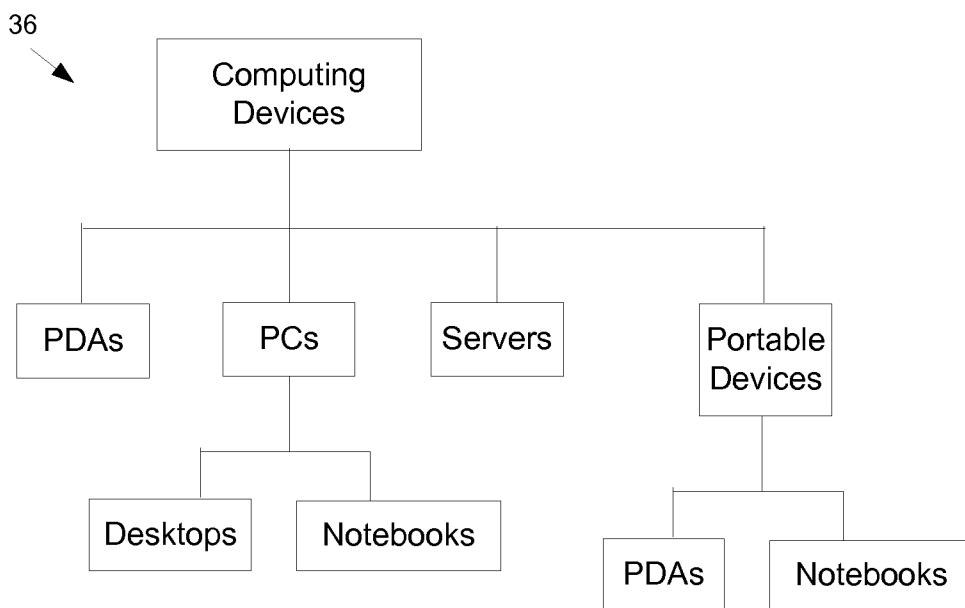 36
Computing
Devices
PDAs
PCs
Servers
Portable
Devices
Desktops
Notebooks
PDAs
Notebooks